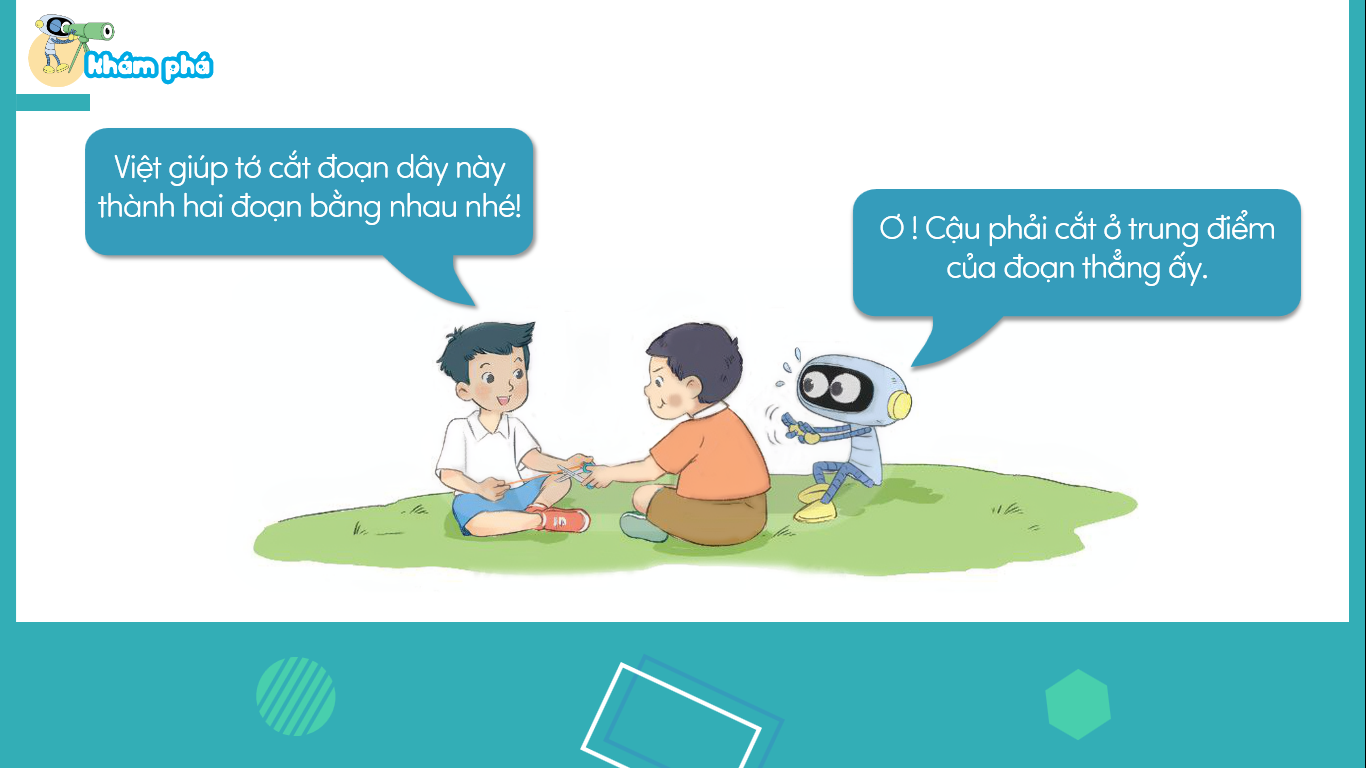 khám phá
Việt giúp tớ cắt đoạn dây này
thành hai đoạn bằng nhau nhé!
Ơ ! Cậu phải cắt ở trung điểm
của đoạn thẳng ấy.